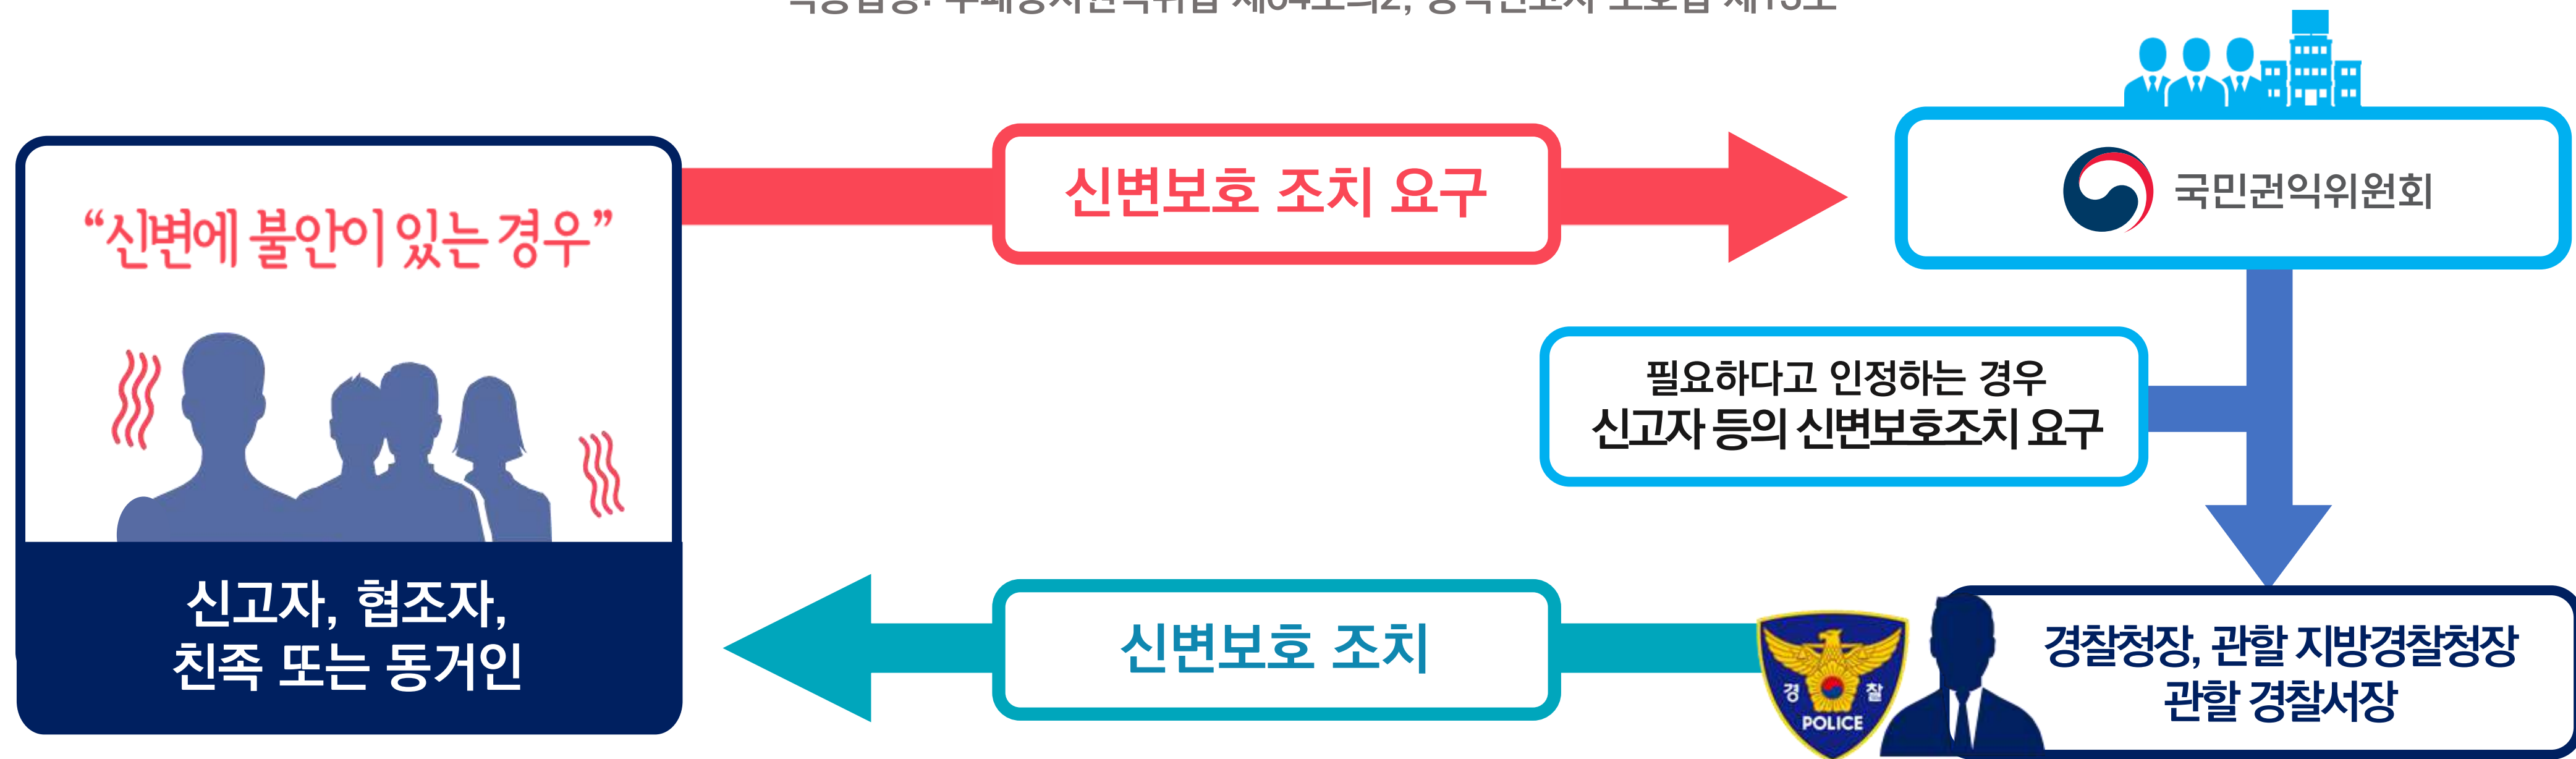 “신변에 불안이 있는 경우”
신고자, 협조자,
친족 또는 동거인
신변보호 조치 요구
국민권익위원회
필요하다고 인정하는 경우
신고자 등의 신변보호조치 요구
경찰청장, 관할 지방경찰청장
관할 경찰서장
경 찰
POLICE
신변보호 조치